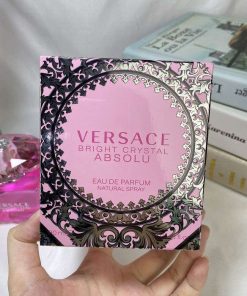 VERSACE
BRIGHT CRYSTAL
ABSOLU
EAU DE PARFUM
NATURAL SPRAY